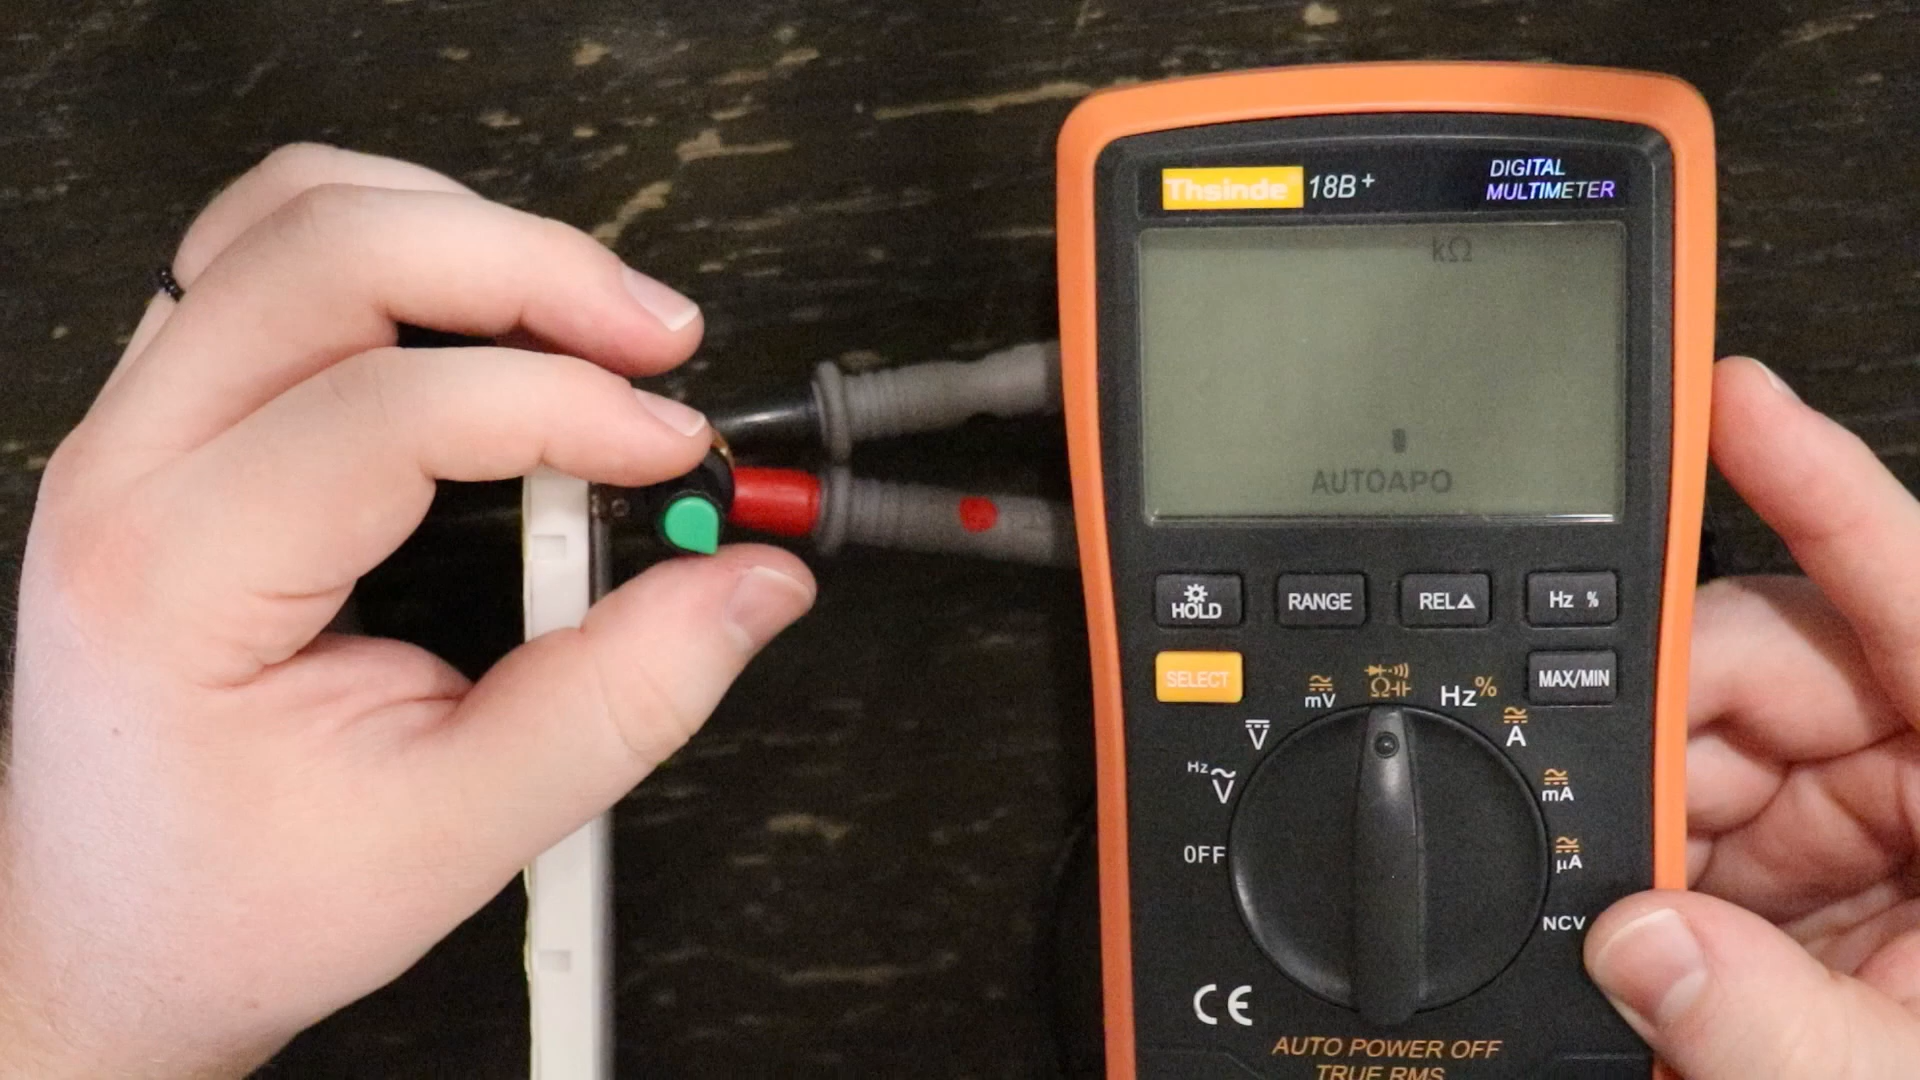 Thsinde® 18B+
DIGITAL
MULTIMETER
kΩ
AUTOAPO
HOLD
RANGE
REL△
Hz %
SELECT
MAX/MIN
mV
Ω
Hz%
V
A
Hz
V
mA
OFF
μA
NCV
CE
AUTO POWER OFF
TRUE RMS